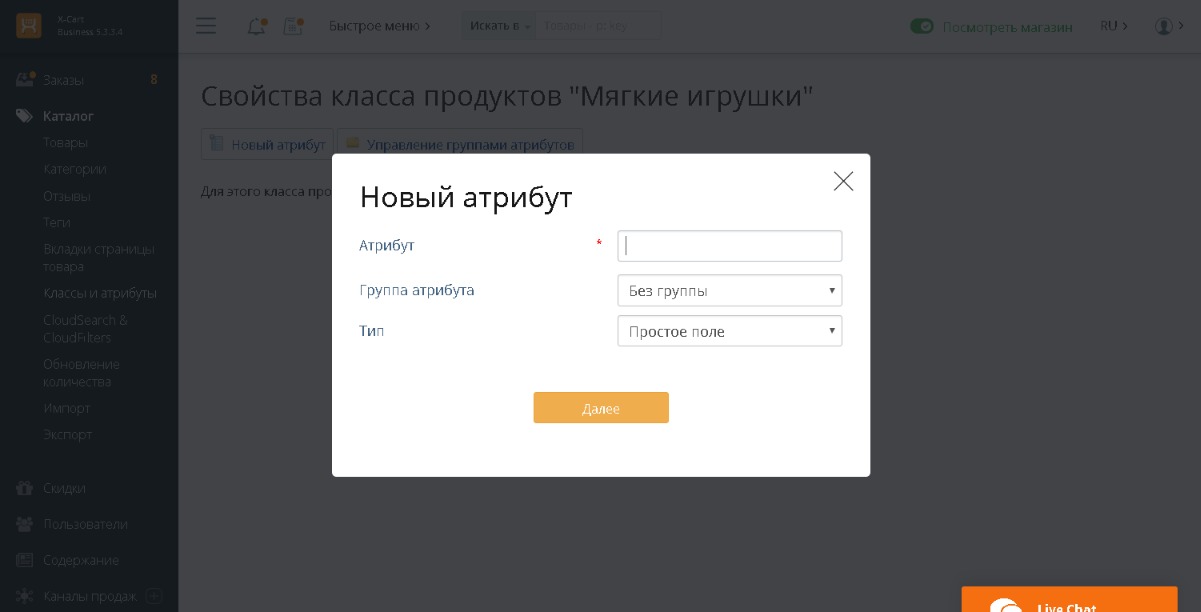 X-Cart
Business 5.3.3.4
Быстрое меню
Искать в
Товары
Посмотреть магазин
RU
Заказы 8
Каталог
Товары
Категории
Отзывы
Теги
Вкладки страницы
товара
Классы и атрибуты
CloudSearch &
CloudFilters
Обновление
количества
Импорт
Экспорт
Скидки
Пользователи
Содержание
Каналы продаж
Свойства класса продуктов "Мягкие игрушки"
Новый атрибут
Управление группами атрибутов
Для этого класса про
Новый атрибут
Атрибут *
Группа атрибута
Без группы
Тип
Простое поле
Далее
Live Chat